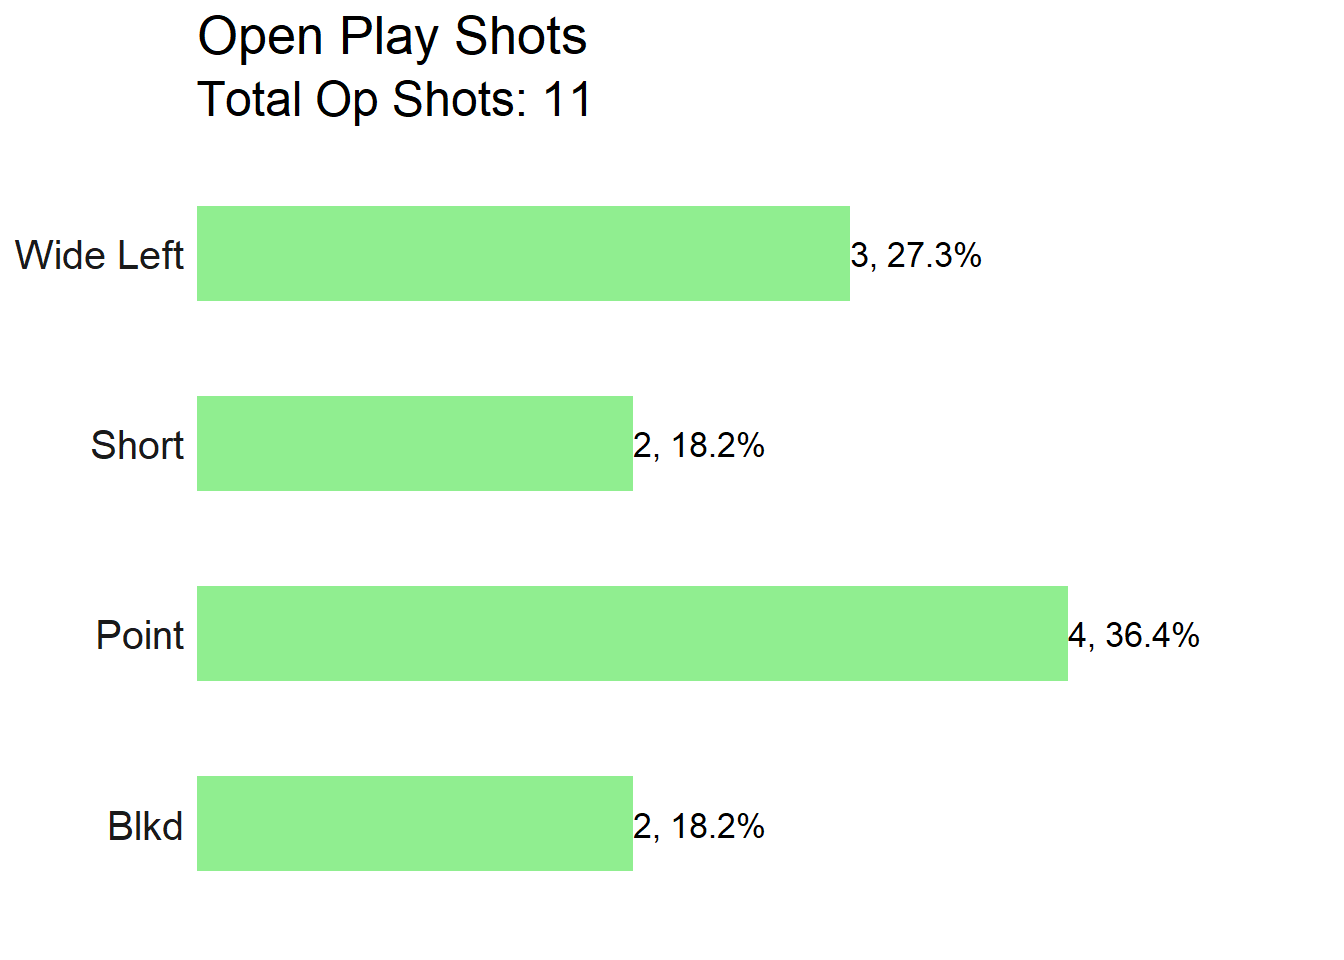 Open Play Shots
Total Op Shots: 11
Wide Left 3, 27.3%
Short 2, 18.2%
Point 4, 36.4%
Blkd 2, 18.2%